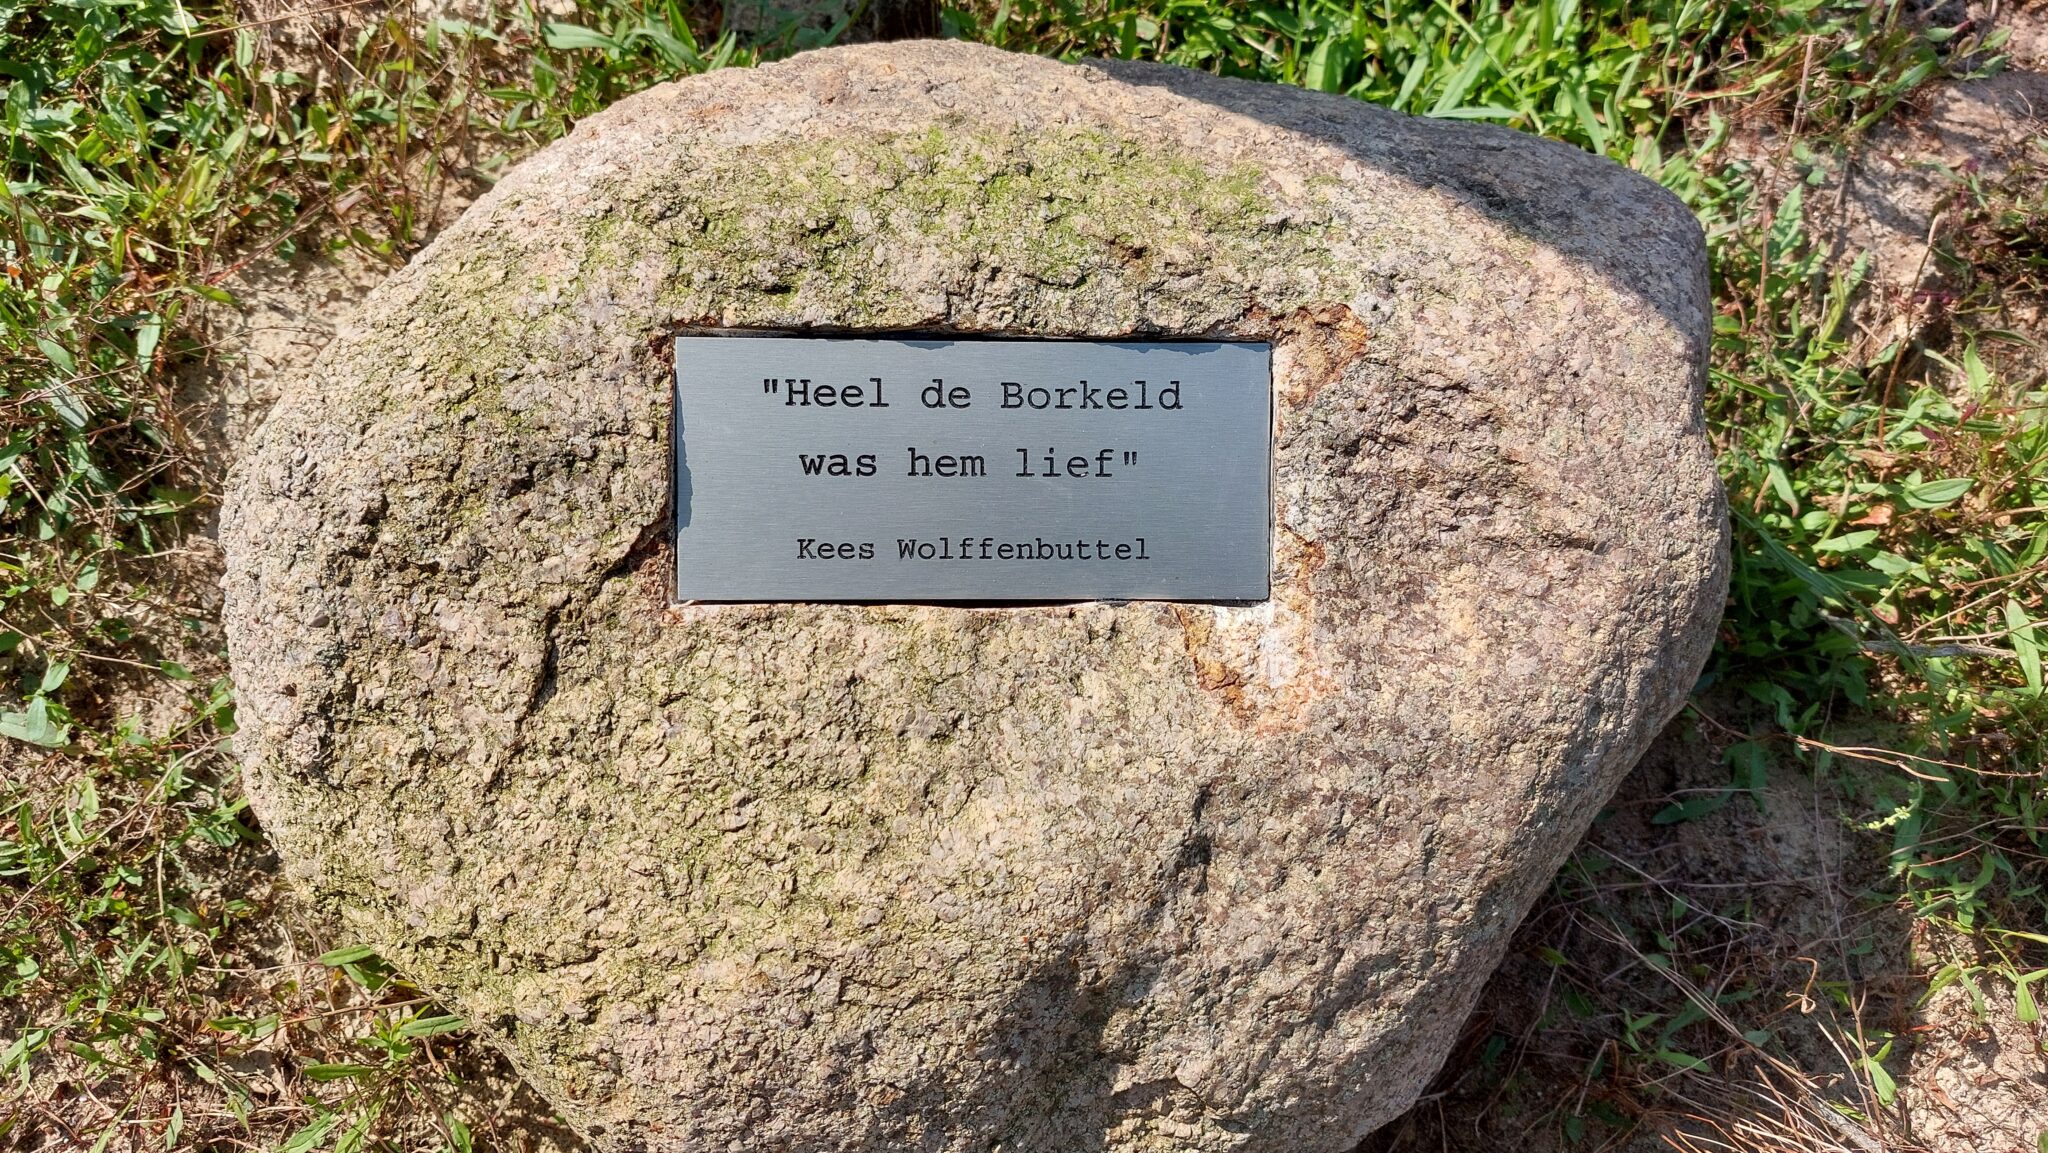 "Heel de Borkeld
was hem lief"
Kees Wolffenbuttel